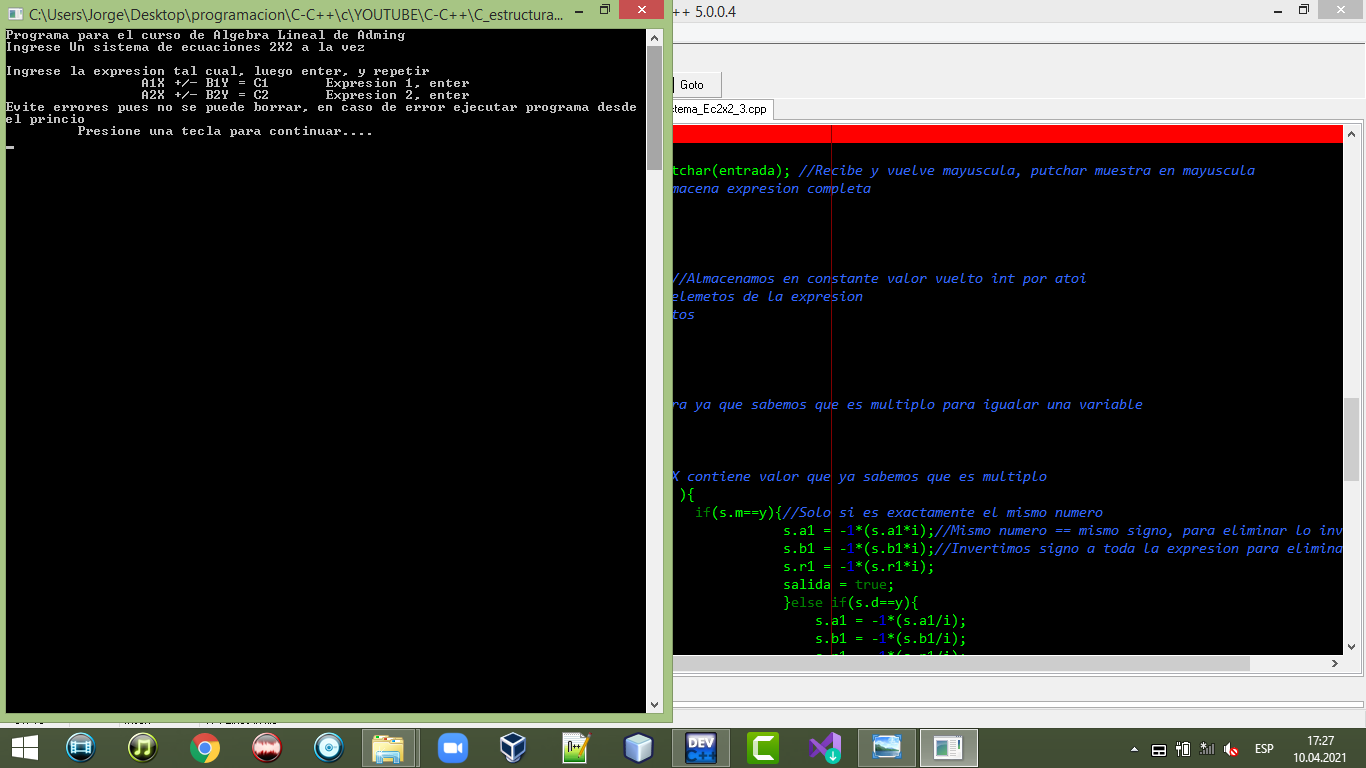 C:\Users\Jorge\Desktop\programacion\C-C++\c\YOUTUBE\C-C++\C_estructura...
++ 5.0.0.4
Programa para el curso de Algebra Lineal de Adming
Ingrese Un sistema de ecuaciones 2X2 a la vez
Ingrese la expresion tal cual, luego enter, y repetir
A1X +/- B1Y = C1 Expresion 1, enter
A2X +/- B2Y = C2 Expresion 2, enter
Evite errores pues no se puede borrar, en caso de error ejecutar programa desde
el princio
Presione una tecla para continuar....
Goto
stema_Ec2x2_3.cpp
tchar(entrada); //Recibe y vuelve mayuscula, putchar muestra en mayuscula
macena expresion completa
//Almacenamos en constante valor vuelto int por atoi
elemetos de la expresion
tos
ra ya que sabemos que es multiplo para igualar una variable
X contiene valor que ya sabemos que es multiplo
){
if(s.m==y){//Solo si es exactamente el mismo numero
s.a1 = -1*(s.a1*i);//Mismo numero == mismo signo, para eliminar lo inv
s.b1 = -1*(s.b1*i);//Invertimos signo a toda la expresion para elimina
s.r1 = -1*(s.r1*i);
salida = true;
}else if(s.d==y){
s.a1 = -1*(s.a1/i);
s.b1 = -1*(s.b1/i);
DEV
C++
ESP
17:27
10.04.2021